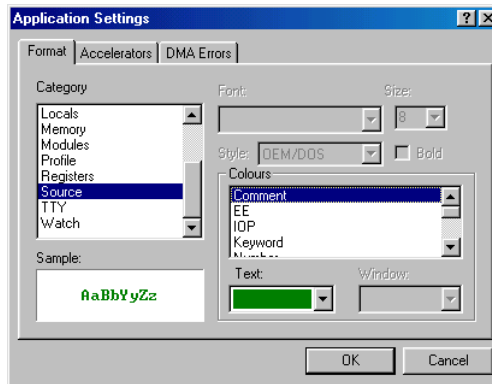 Application Settings
Format Accelerators DMA Errors
Category
Locals
Memory
Modules
Profile
Registers
Source
TTY
Watch
Sample:
AaBbYyZz
Font:
Size:
8
Style: OEM/DOS Bold
Colours
Comment
EE
IOP
Keyword
Number
Text:
Window:
OK Cancel